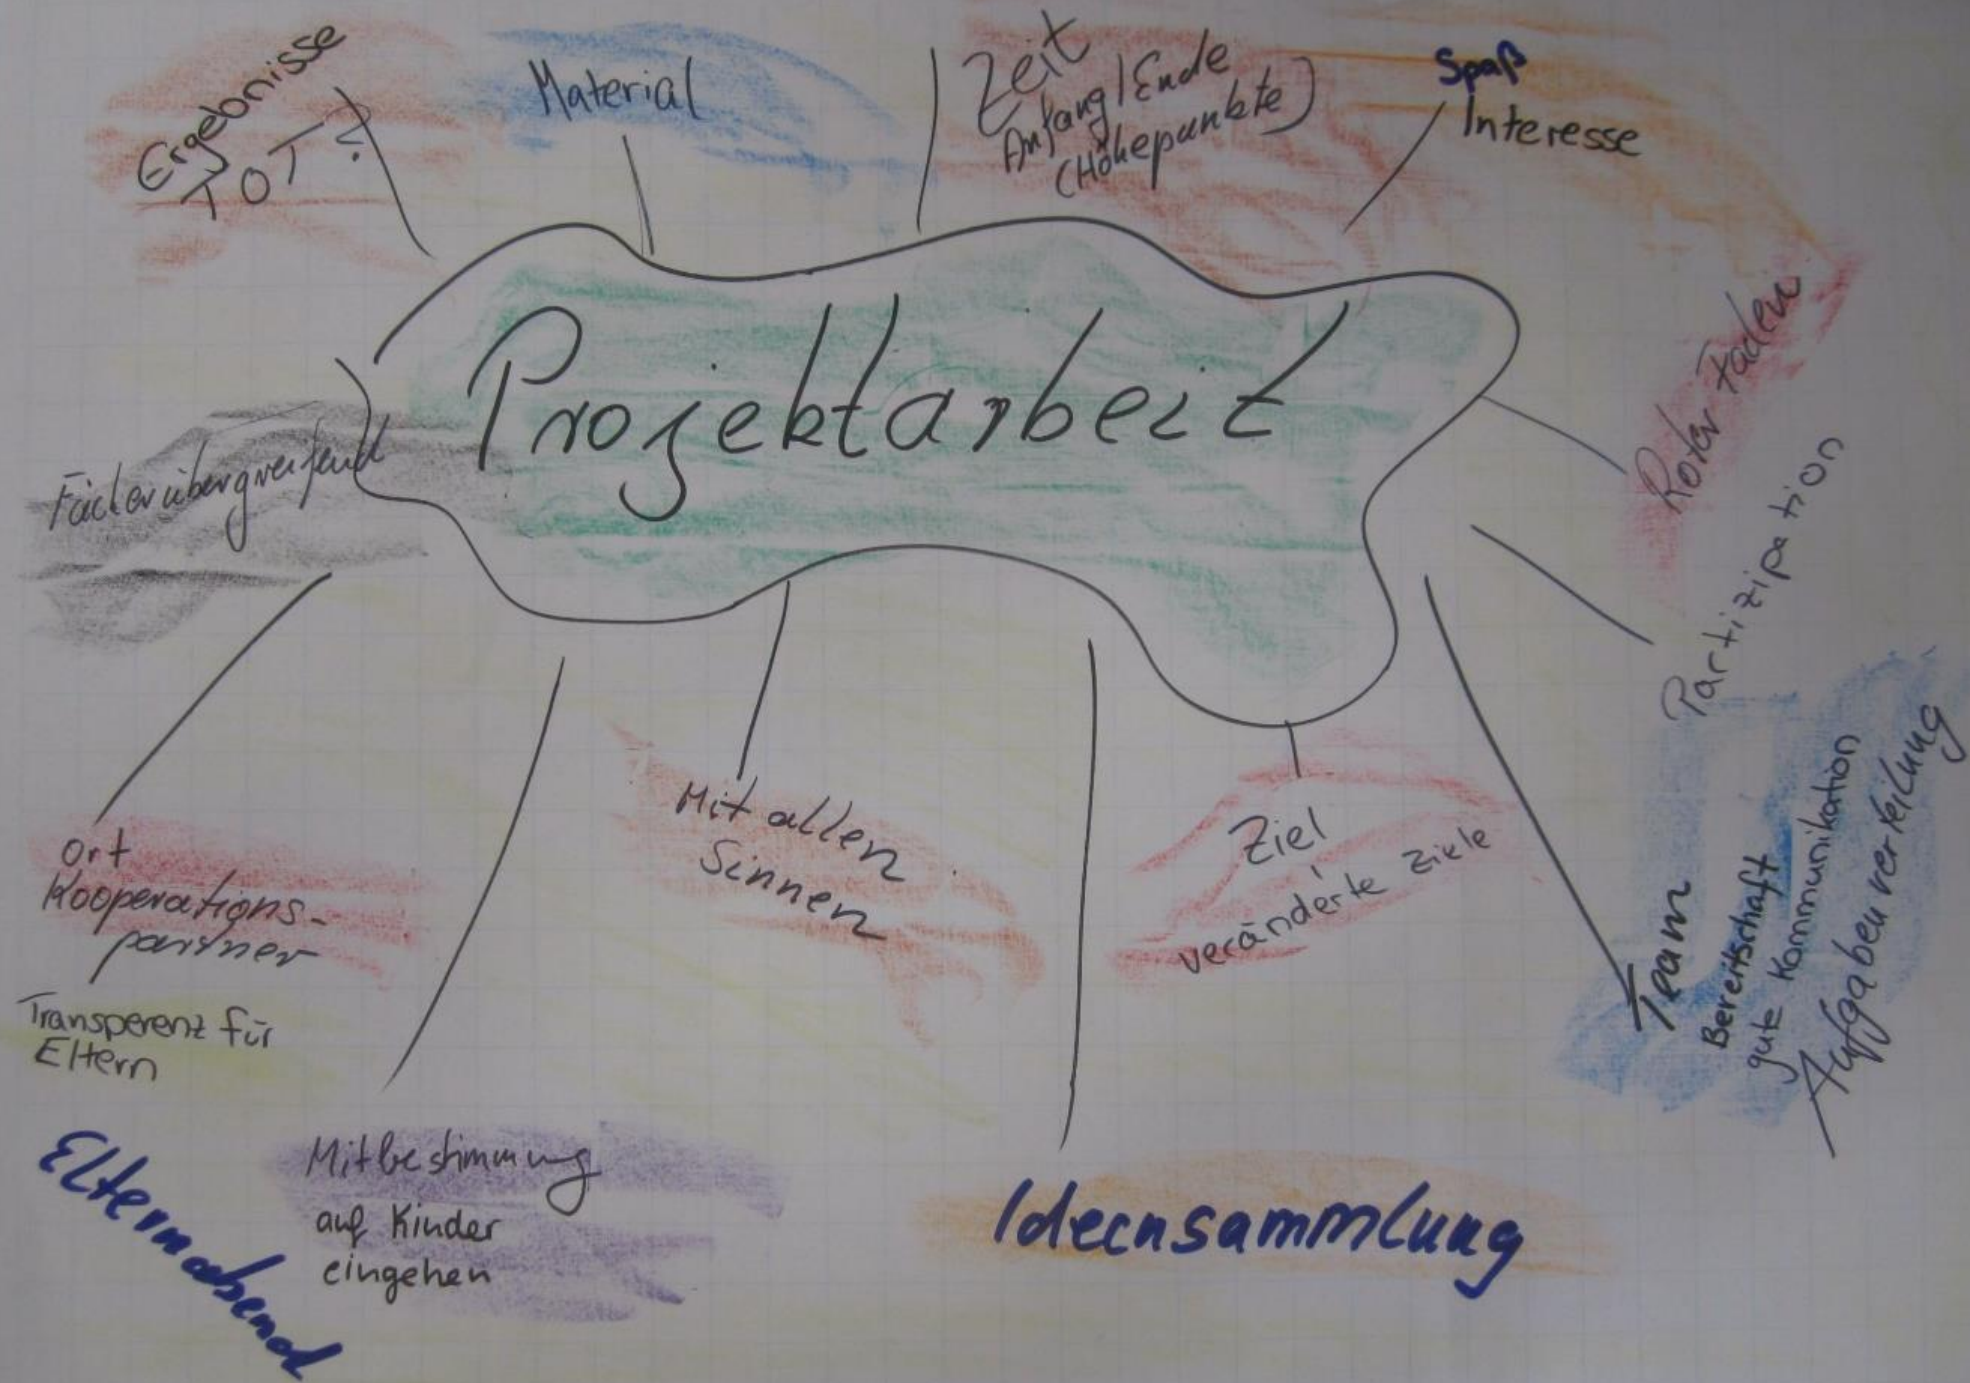 Ergebnisse
TOT?
Material
Zeit
Anfang/Ende
(Höhepunkte)
Spaß
Interesse
Projektarbeit
Roter Faden
Partizipation
Fächerübergreifend
Team
Bereitschaft
gute Kommunikation
Aufgabenverteilung
Ziel
veränderte Ziele
Mit allen
Sinnen
Ort
Kooperations-
partner
Transparenz für
Eltern
Elternabend
Mitbestimmung
auf Kinder
eingehen
Ideensammlung